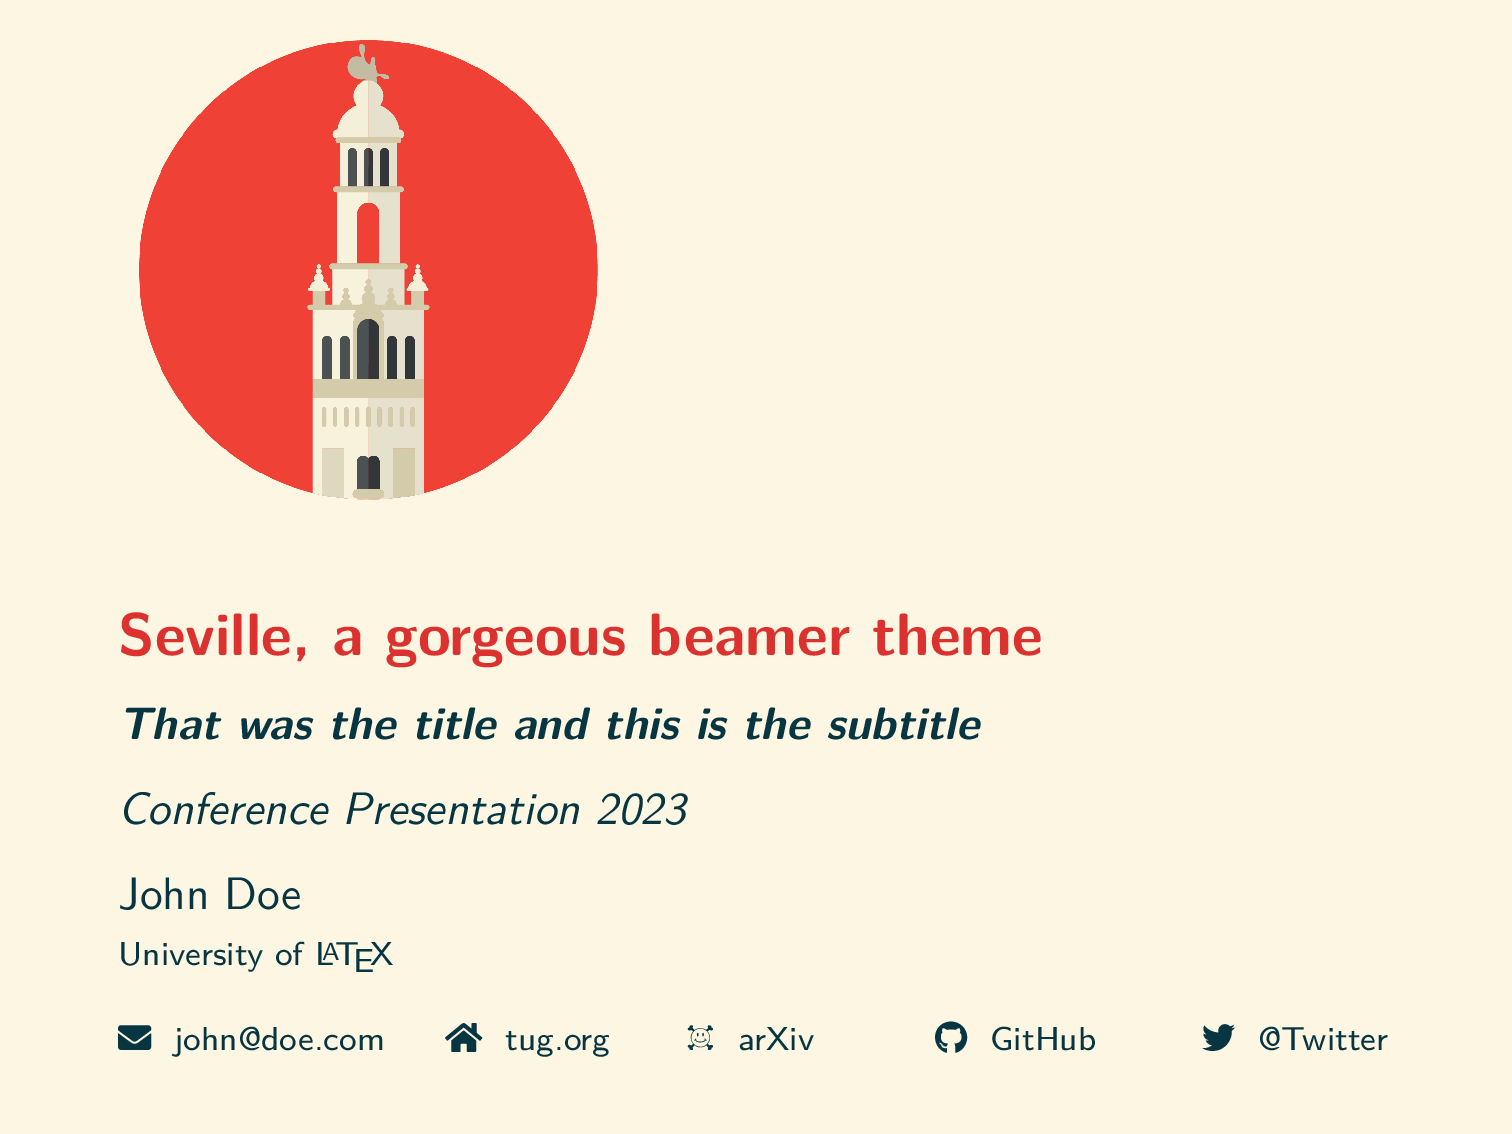 Seville, a gorgeous beamer theme
That was the title and this is the subtitle
Conference Presentation 2023
John Doe
University of LATEX
john@doe.com tug.org arXiv GitHub @Twitter